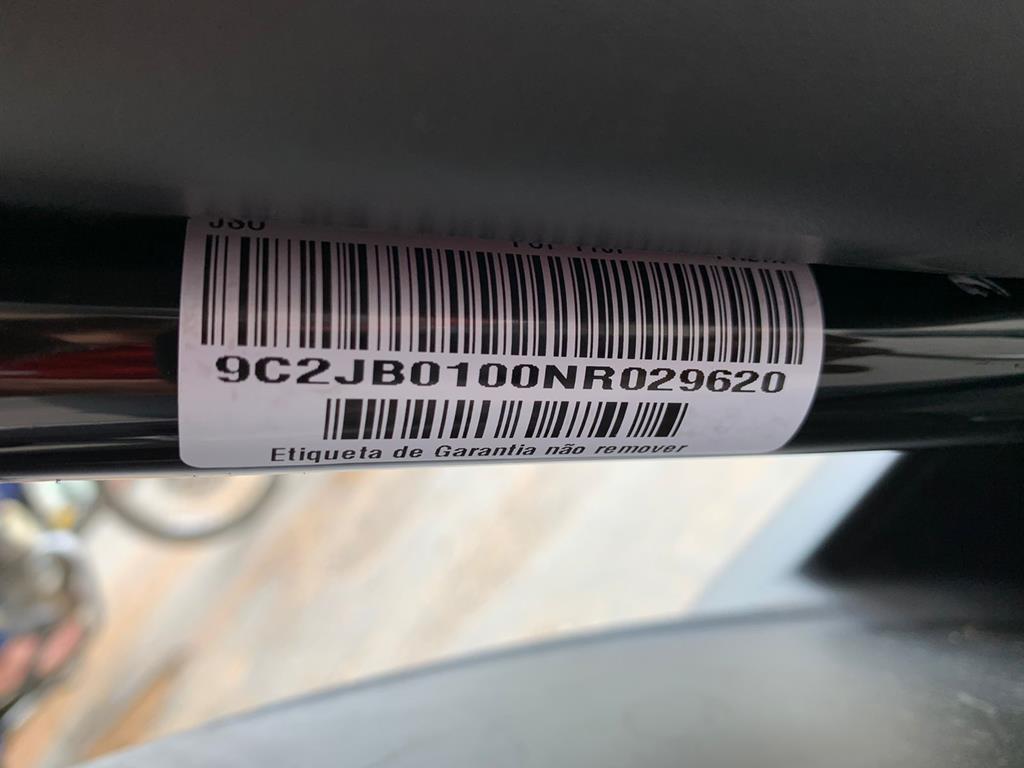 9C2JB0100NR029620
Etiqueta de Garantia não remover